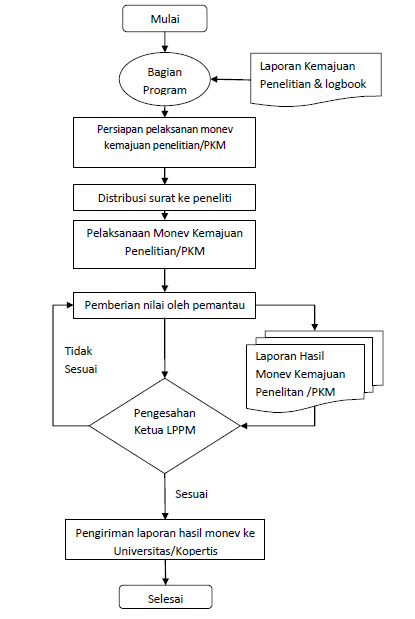 Mulai
Bagian
Program
Laporan Kemajuan
Penelitian & logbook
Persiapan pelaksanan monev
kemajuan penelitian/PKM
Distribusi surat ke peneliti
Pelaksanaan Monev Kemajuan
Penelitian/PKM
Pemberian nilai oleh pemantau
Tidak
Sesuai
Laporan Hasil
Monev Kemajuan
Penelitan /PKM
Pengesahan
Ketua LPPM
Sesuai
Pengiriman laporan hasil monev ke
Universitas/Kopertis
Selesai